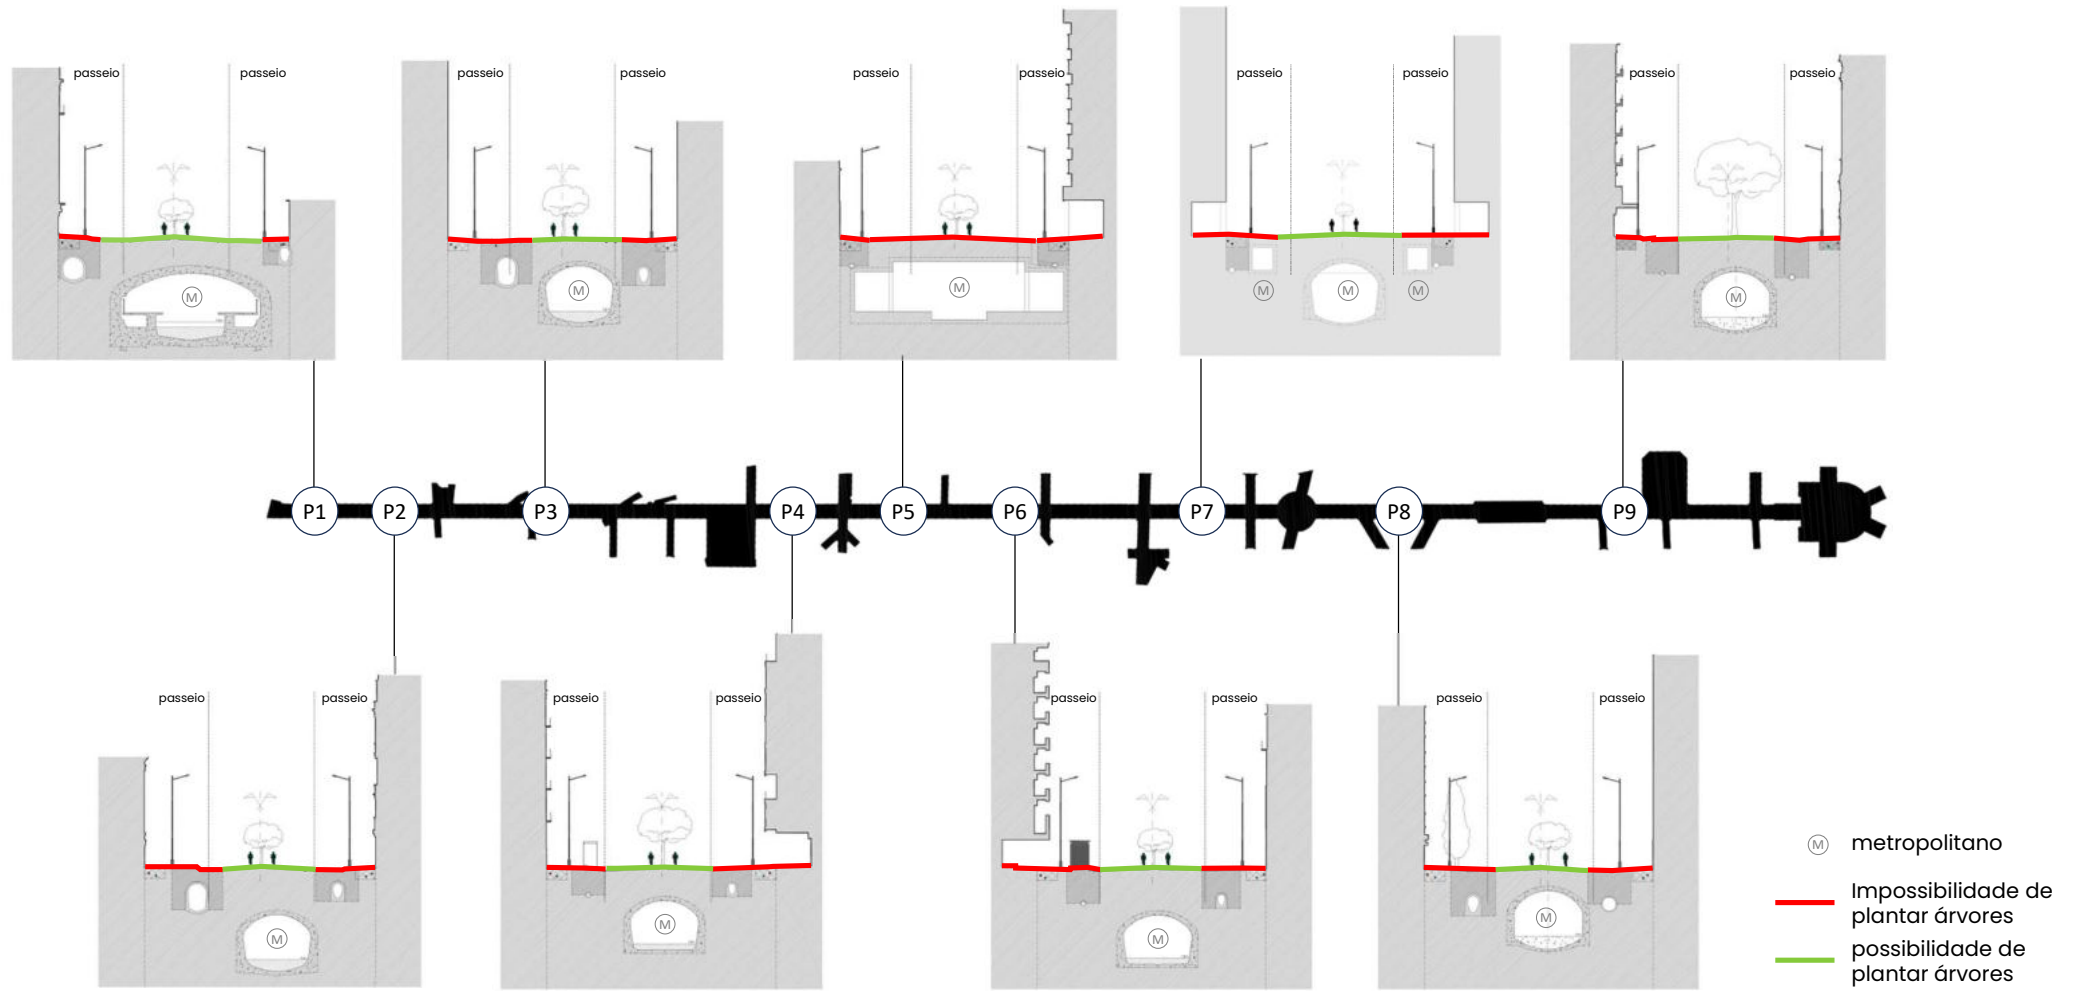 passeio passeio
passeio passeio
passeio passeio
passeio passeio
passeio passeio
M
M
M
M M M
M
P1 P2 P3 P4 P5 P6 P7 P8 P9
passeio passeio
passeio passeio
passeio passeio
passeio passeio
M
M
M
M
M metropolitano
Impossibilidade de
plantar árvores
possibilidade de
plantar árvores